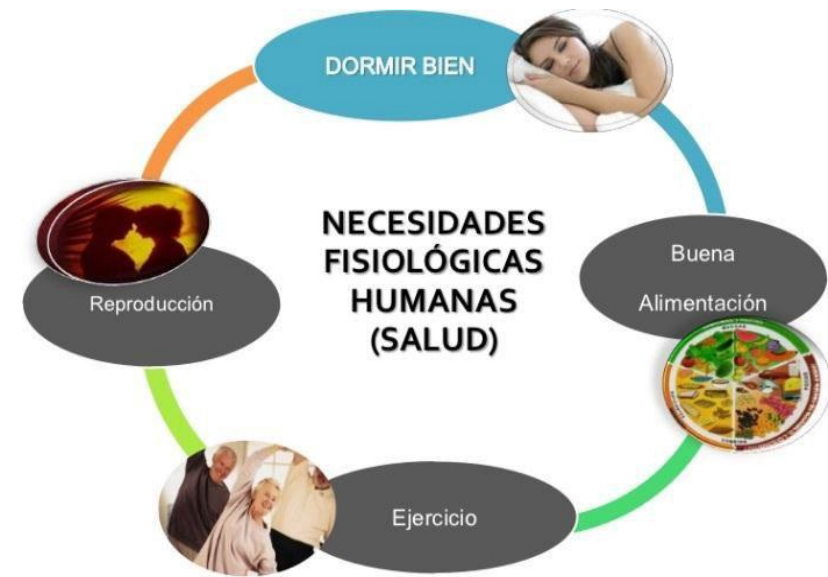 DORMIR BIEN
NECESIDADES
FISIOLÓGICAS
HUMANAS
(SALUD)
Buena
Alimentación
Reproducción
Ejercicio